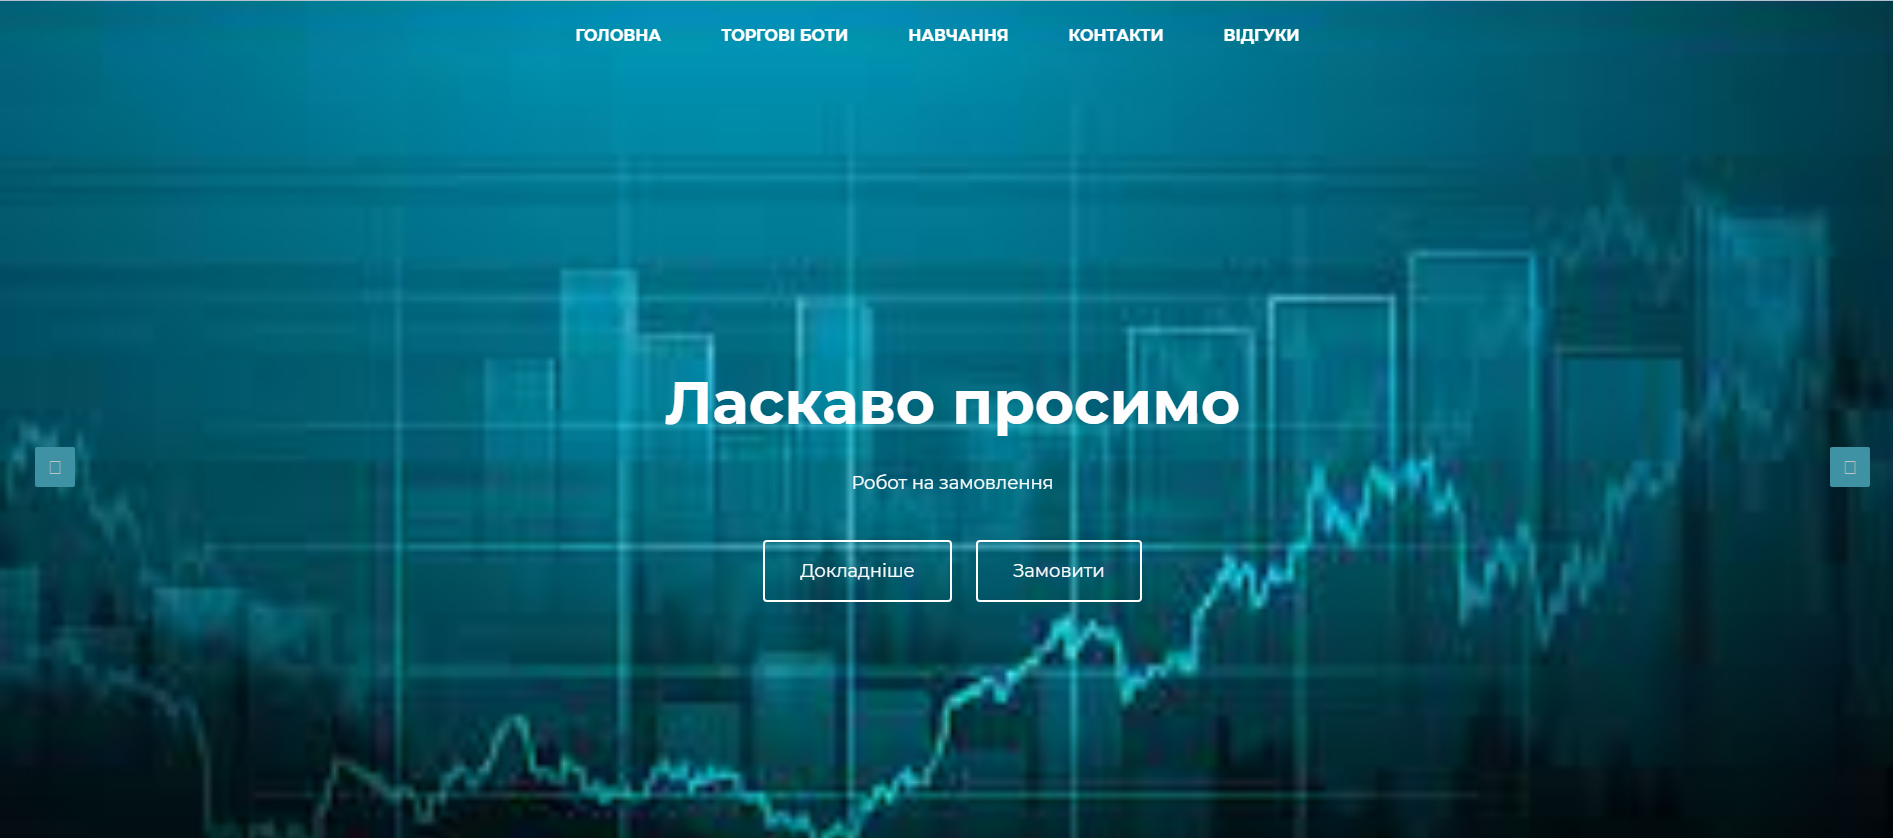 ГОЛОВНА ТОРГОВІ БОТИ НАВЧАННЯ КОНТАКТИ ВІДГУКИ
Ласкаво просимо
Робот на замовлення
Докладніше Замовити